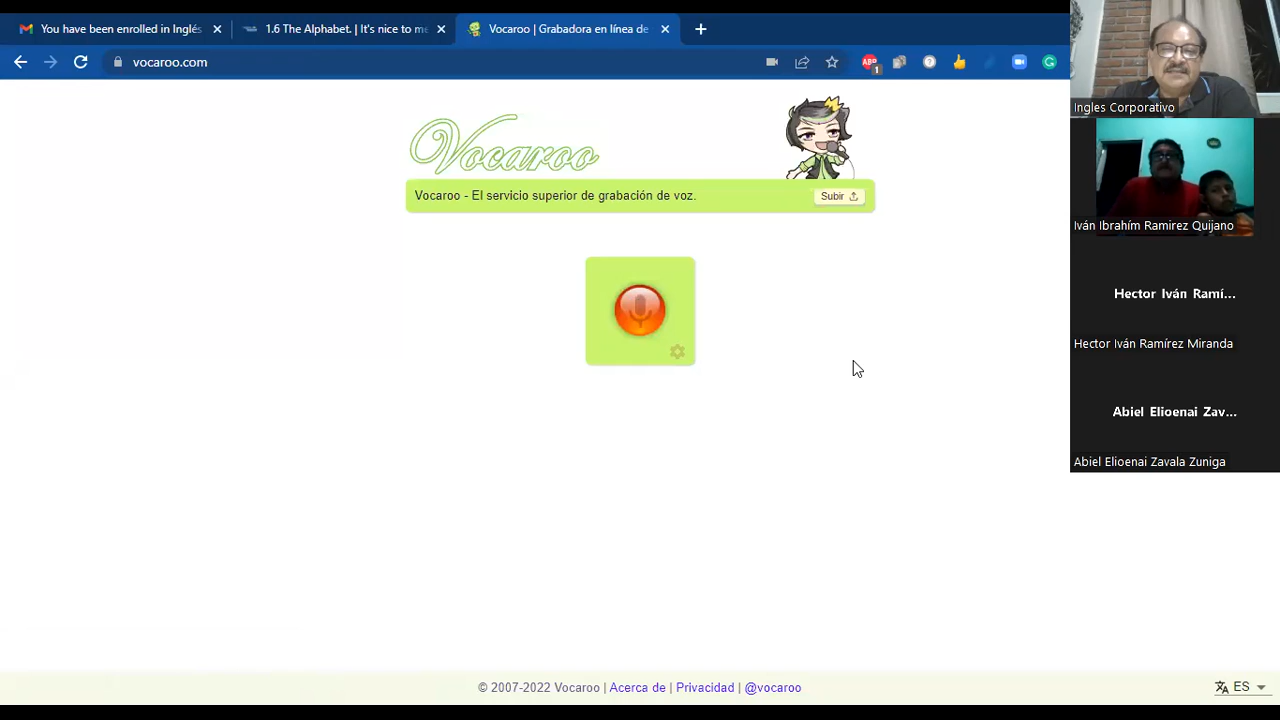 You have been enrolled in Inglés
1.6 The Alphabet. | It's nice to me
Vocaroo | Grabadora en línea de
vocaroo.com
ABP
1
Vocaroo
Vocaroo - El servicio superior de grabación de voz.
Subir
© 2007-2022 Vocaroo | Acerca de | Privacidad | @vocaroo
ES
Ingles Corporativo
Iván Ibrahím Ramirez Quijano
Hector Iván Ramí...
Hector Iván Ramírez Miranda
Abiel Elioenai Zav...
Abiel Elioenai Zavala Zuniga